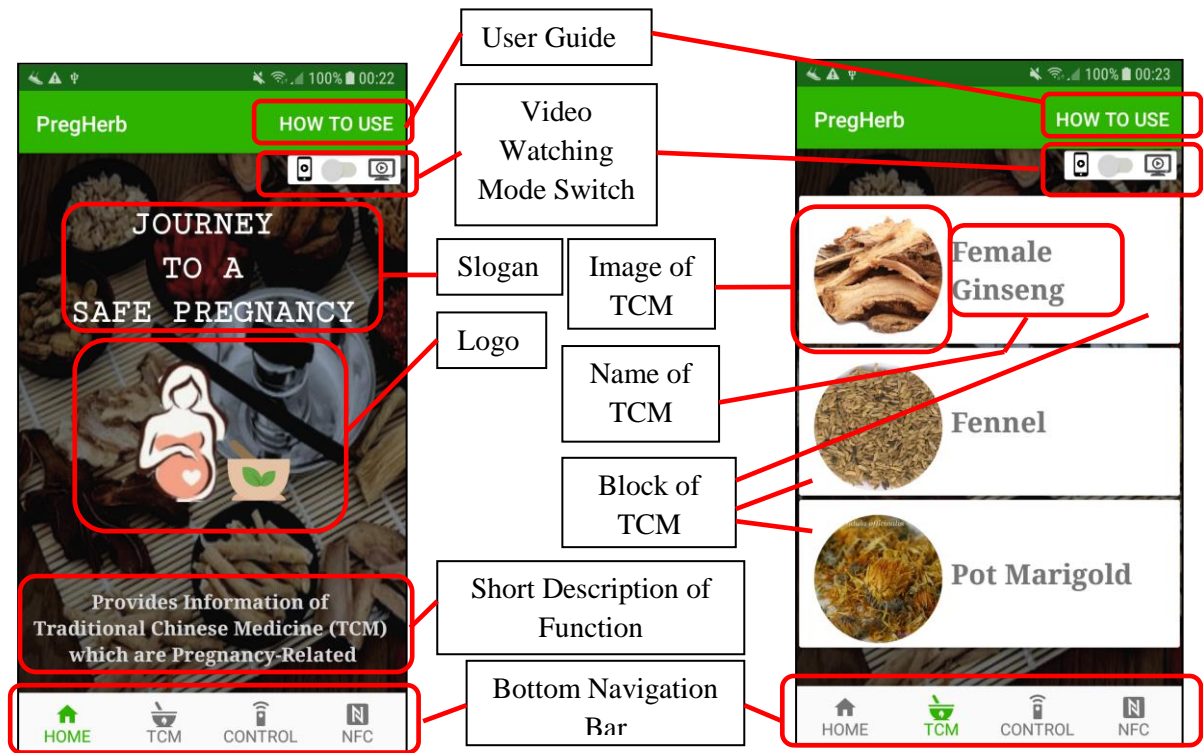 100% 00:22
PregHerb
HOW TO USE
JOURNEY
TO A
SAFE PREGNANCY
Provides Information of
Traditional Chinese Medicine (TCM)
which are Pregnancy-Related
HOME
TCM
CONTROL
NFC
User Guide
Video
Watching
Mode Switch
Slogan
Logo
Image of
TCM
Name of
TCM
Block of
TCM
Short Description of
Function
Bottom Navigation
Bar
100% 00:23
PregHerb
HOW TO USE
Female
Ginseng
Fennel
Pot Marigold
HOME
TCM
CONTROL
NFC